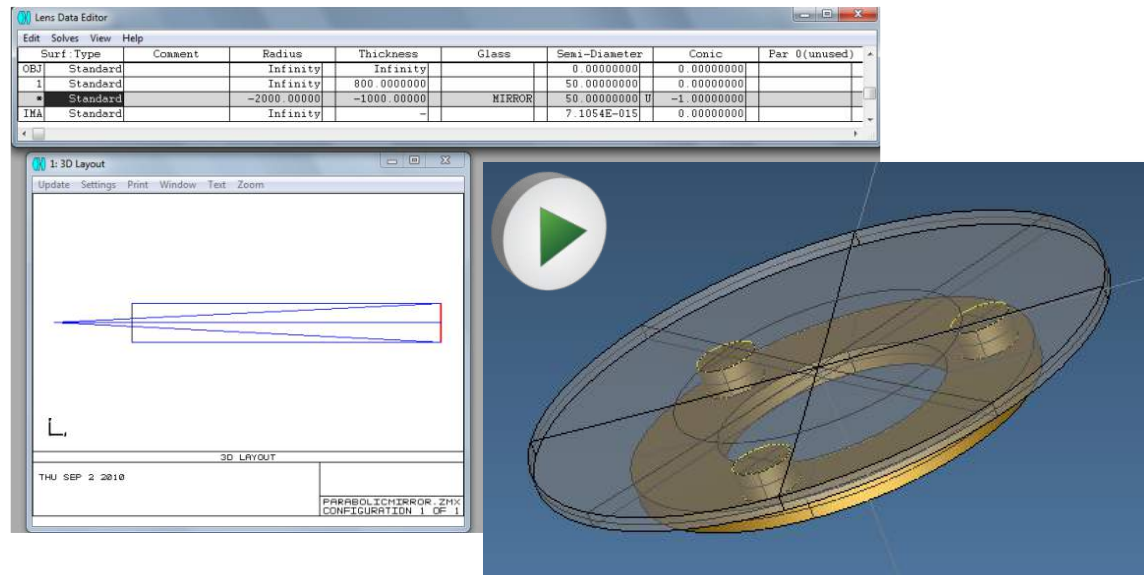 Lens Data Editor
Edit Solves View Help
Surf:Type Comment Radius Thickness Glass Semi-Diameter Conic Par 0(unused)
OBJ Standard Infinity Infinity 0.00000000 0.00000000
1 Standard Infinity 800.0000000 50.00000000 0.00000000
* Standard -2000.00000 -1000.00000 MIRROR 50.00000000 U -1.00000000
IMA Standard Infinity - 7.1054E-015 0.00000000
1: 3D Layout
Update Settings Print Window Text Zoom
3D LAYOUT
THU SEP 2 2010
PARABOLICMIRROR.ZMX
CONFIGURATION 1 OF 1